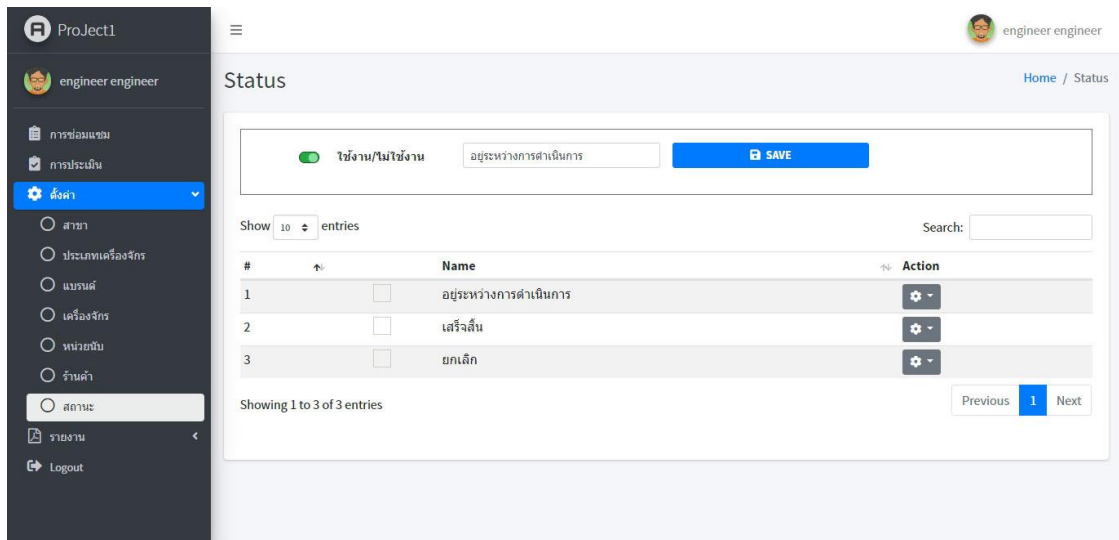 ProJect1
engineer engineer
engineer engineer
การซ่อมแซม
การประเมิน
ตั้งค่า
สาขา
ประเภทเครื่องจักร
แบรนด์
เครื่องจักร
หน่วยนับ
ร้านค้า
สถานะ
รายงาน
Logout
Status
Home / Status
ใช้งาน/ไม่ใช้งาน
อยู่ระหว่างการดำเนินการ
SAVE
Show 10 entries
Search:
# Name Action
1 อยู่ระหว่างการดำเนินการ
2 เสร็จสิ้น
3 ยกเลิก
Showing 1 to 3 of 3 entries
Previous 1 Next